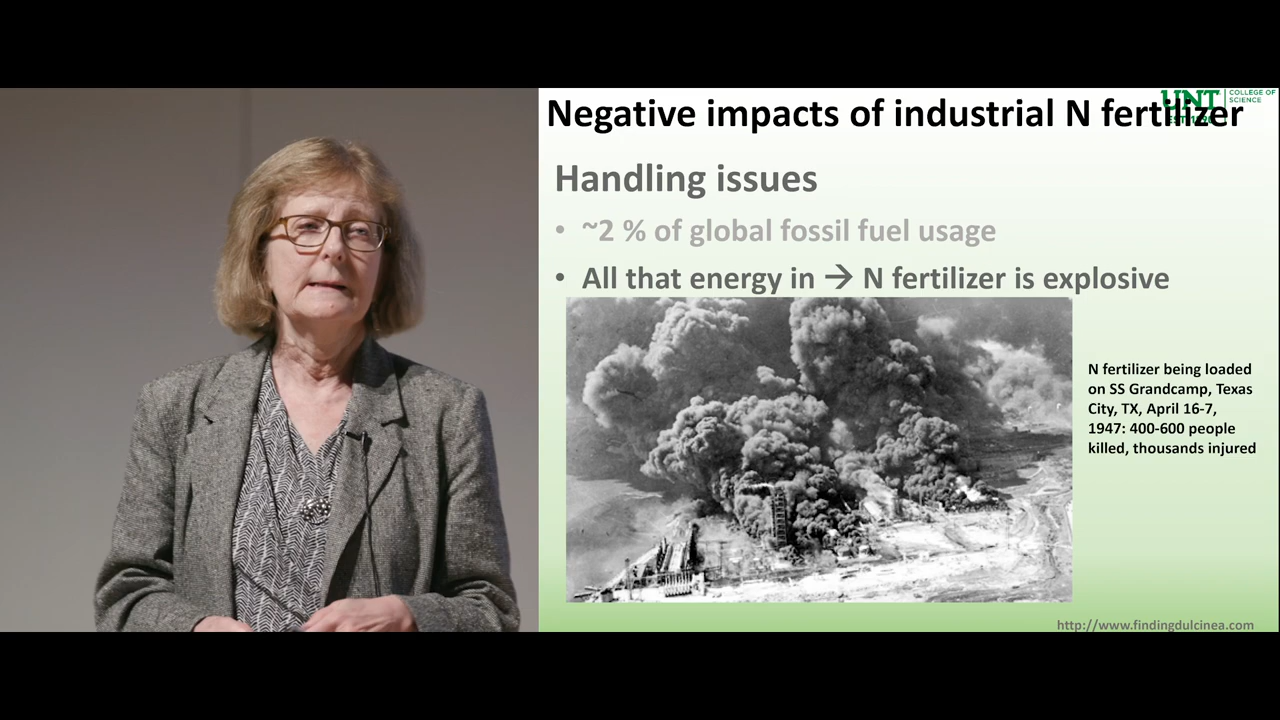 Negative impacts of industrial N fertilizer
UNT
COLLEGE OF
SCIENCE
Handling issues
• ~2 % of global fossil fuel usage
• All that energy in → N fertilizer is explosive
N fertilizer being loaded
on SS Grandcamp, Texas
City, TX, April 16-7,
1947: 400-600 people
killed, thousands injured
http://www.findingdulcinea.com